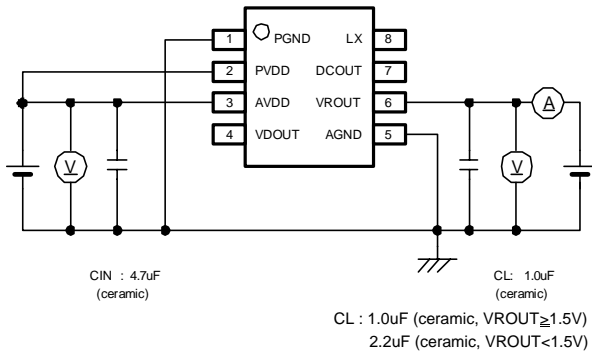 1 PGND LX 8
2 PVDD DCOUT 7
3 AVDD VROUT 6
4 VDOUT AGND 5
V
V
A
CIN : 4.7uF
(ceramic)
CL: 1.0uF
(ceramic)
CL : 1.0uF (ceramic, VROUT≧1.5V)
2.2uF (ceramic, VROUT<1.5V)